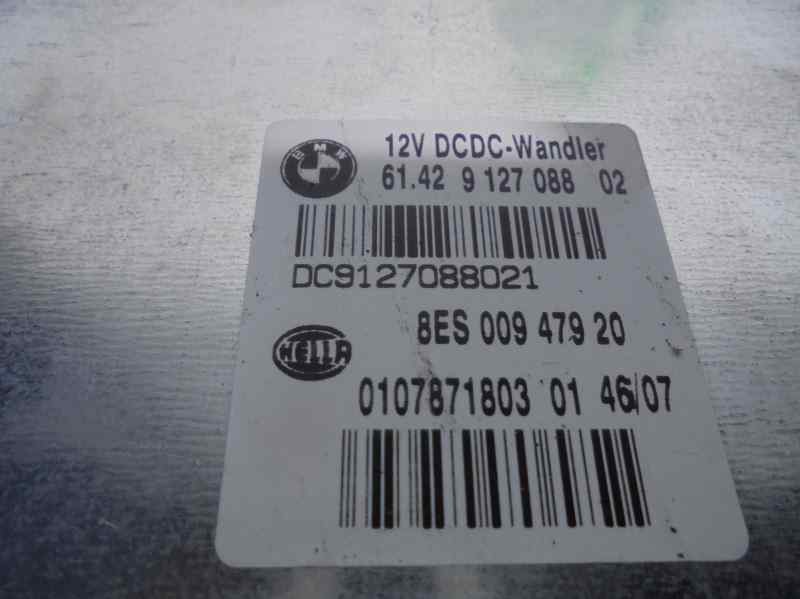 BMW
12V DCDC-Wandler
61.42 9 127 088 02
DC9127088021
HELLA
8ES 009 479 20
0107871803 01 46/07